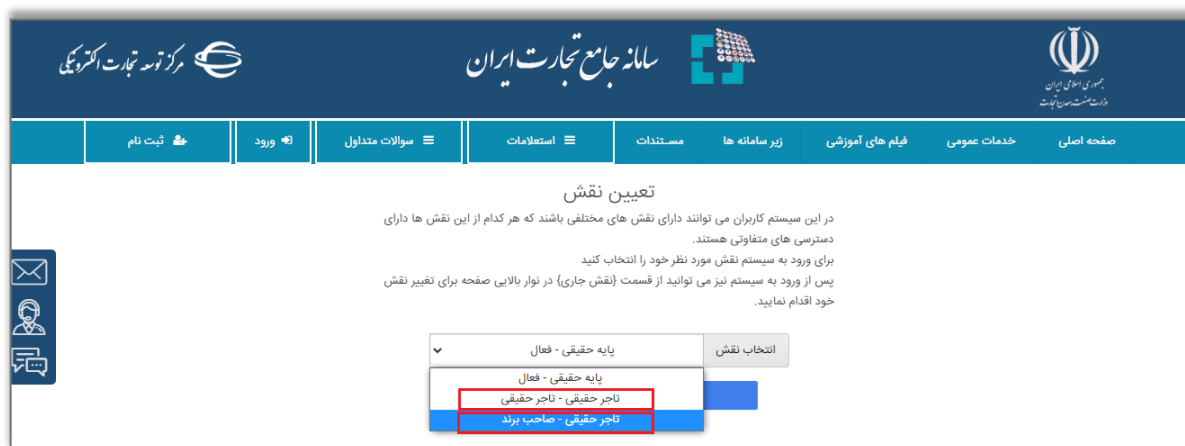 جمهوری اسلامی ایران
وزارت صنعت، معدن و تجارت
سامانه جامع تجارت ایران
مرکز توسعه تجارت الکترونیکی
صفحه اصلی
خدمات عمومی
فیلم های آموزشی
زیر سامانه ها
مستندات
استعلامات
سوالات متداول
ورود
ثبت نام
تعیین نقش
در این سیستم کاربران می توانند دارای نقش های مختلفی باشند که هر کدام از این نقش ها دارای
دسترسی های متفاوتی هستند.
برای ورود به سیستم نقش مورد نظر خود را انتخاب کنید
پس از ورود به سیستم نیز می توانید از قسمت {نقش جاری} در نوار بالایی صفحه برای تغییر نقش
خود اقدام نمایید.
انتخاب نقش
پایه حقیقی - فعال
پایه حقیقی - فعال
تاجر حقیقی - تاجر حقیقی
تاجر حقیقی - صاحب برند